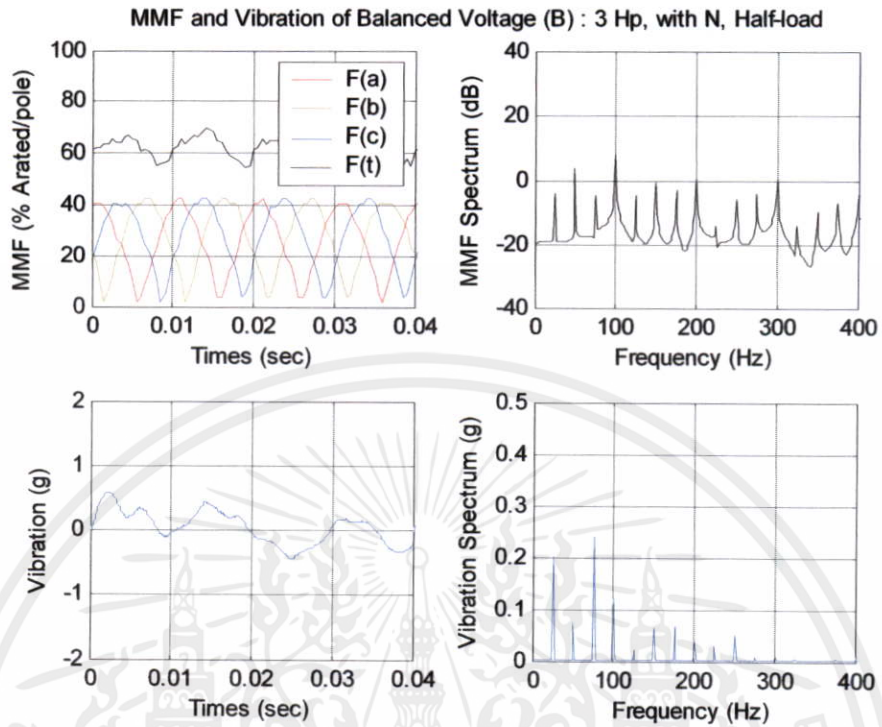 MMF and Vibration of Balanced Voltage (B) : 3 Hp, with N, Half-load
MMF (% Arated/pole)
100
80
60
40
20
0
F(a)
F(b)
F(c)
F(t)
0 0.01 0.02 0.03 0.04
Times (sec)
MMF Spectrum (dB)
40
20
0
-20
-40
0 100 200 300 400
Frequency (Hz)
Vibration (g)
2
1
0
-1
-2
0 0.01 0.02 0.03 0.04
Times (sec)
Vibration Spectrum (g)
0.5
0.4
0.3
0.2
0.1
0
0 100 200 300 400
Frequency (Hz)